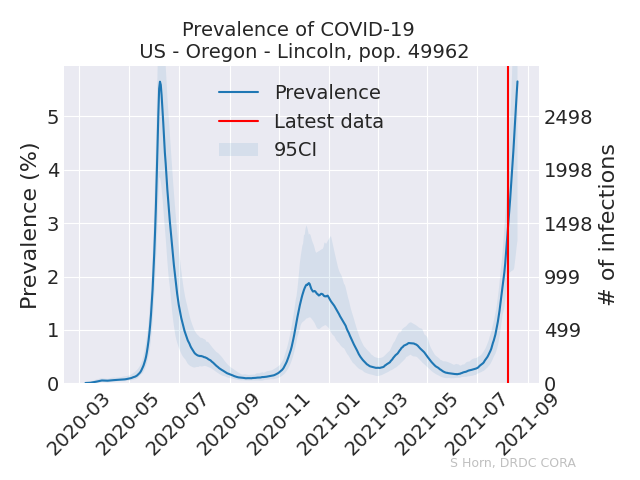 Prevalence of COVID-19
US - Oregon - Lincoln, pop. 49962
Prevalence
Latest data
95CI
Prevalence (%)
5
4
3
2
1
0
# of infections
2498
1998
1498
999
499
0
2020-03
2020-05
2020-07
2020-09
2020-11
2021-01
2021-03
2021-05
2021-07
2021-09
S Horn, DRDC CORA